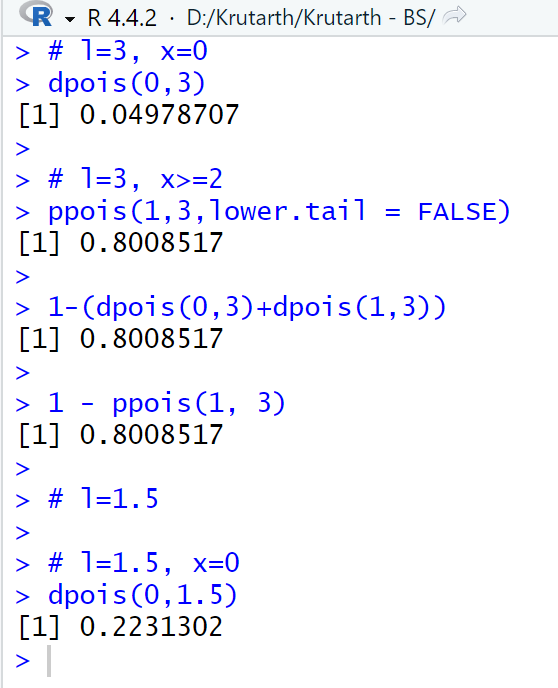 R R 4.4.2 · D:/Krutarth/Krutarth - BS/
> # l=3, x=0
> dpois(0,3)
[1] 0.04978707
>
> # l=3, x>=2
> ppois(1,3,lower.tail = FALSE)
[1] 0.8008517
>
> 1-(dpois(0,3)+dpois(1,3))
[1] 0.8008517
>
> 1 - ppois(1, 3)
[1] 0.8008517
>
> # l=1.5
>
> # l=1.5, x=0
> dpois(0,1.5)
[1] 0.2231302
>